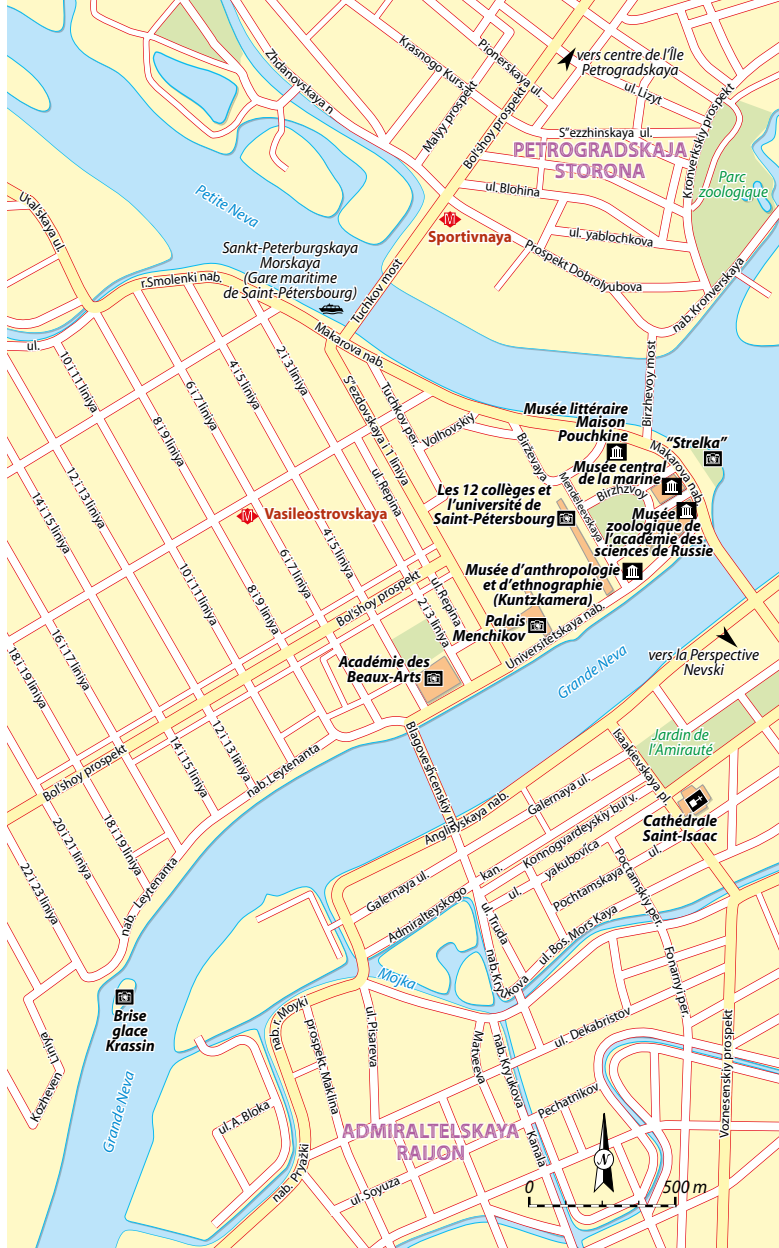 Zhdanovskaya n
Krasnogo Kurs.
Pionerskaya ul.
vers centre de l'Île
Petrogradskaya
ul. Lizyt
Malyy prospekt
Bol'shoy prospekt
S"ezzhinskaya ul.
Kronverkskiy prospekt
PETROGRADSKAJA
STORONA
Parc
zoologique
ul. Blohina
Ukal'skaya ul.
Petite Neva
M
Sportivnaya
ul. yablochkova
Prospekt Dobrolyubova
nab. Kronverskaya
Sankt-Peterburgskaya
Morskaya
(Gare maritime
de Saint-Pétersbourg)
r.Smolenki nab.
Tuchkov most
Makarova nab.
ul.
10 i 11 liniya
6 i 7 liniya
4 i 5 liniya
2 i 3 liniya
8 i 9 liniya
S"ezdovskaya i 1 liniya
Tuchkov per.
Volhovskiy
Birzhevoy most
Musée littéraire
Maison
Pouchkine
"Strelka"
Makarova nab.
Birževaya
Musée central
de la marine
Mendeleevskaya
Birzhzvoy
Les 12 collèges et
l'université de
Saint-Pétersbourg
Musée
zoologique de
l'académie des
sciences de Russie
12 i 13 liniya
14 i 15 liniya
ul.Repina
M
Vasileostrovskaya
4 i 5 liniya
6 i 7 liniya
8 i 9 liniya
10 i 11 liniya
Bol'shoy prospekt
ul.Repina
2 i 3 liniya
Musée d'anthropologie
et d'ethnographie
(Kuntzkamera)
Palais
Menchikov
Universitetskaya nab.
16 i 17 liniya
18 i 19 liniya
Académie des
Beaux-Arts
Grande Neva
vers la Perspective
Nevski
12 i 13 liniya
14 i 15 liniya
nab. Leytenanta
Bol'shoy prospekt
Blagoveshcenskiy m.
Isaakievskaya pl.
Jardin de
l'Amirauté
Anglisyskaya nab.
Galernaya ul.
Konnogvardeyskiy bul'v.
Cathédrale
Saint-Isaac
18 i 19 liniya
20 i 21 liniya
22 i 23 liniya
nab. Leytenanta
Galernaya ul.
Admiralteyskogo
kan.
ul.
yakubovica
Pochtamskaya
ul.
Poctamskiy per.
ul. Truda
ul. Bos. Mors Kaya
nab. Kryukova
Fonarnyi per.
Mojka
Brise
glace
Krassin
Liniya
Kozheven
nab. r. Moyki
prospekt. Maklina
ul.Pisareva
Matveeva
nab. Kryukova
Kanala
ul. Dekabristov
Pechatnikov
Voznesenskiy prospekt
Grande Neva
ul. A. Bloka
ADMIRALTELSKAYA
RAIJON
nab. Pryažki
ul. Soyuza
N
0
500 m